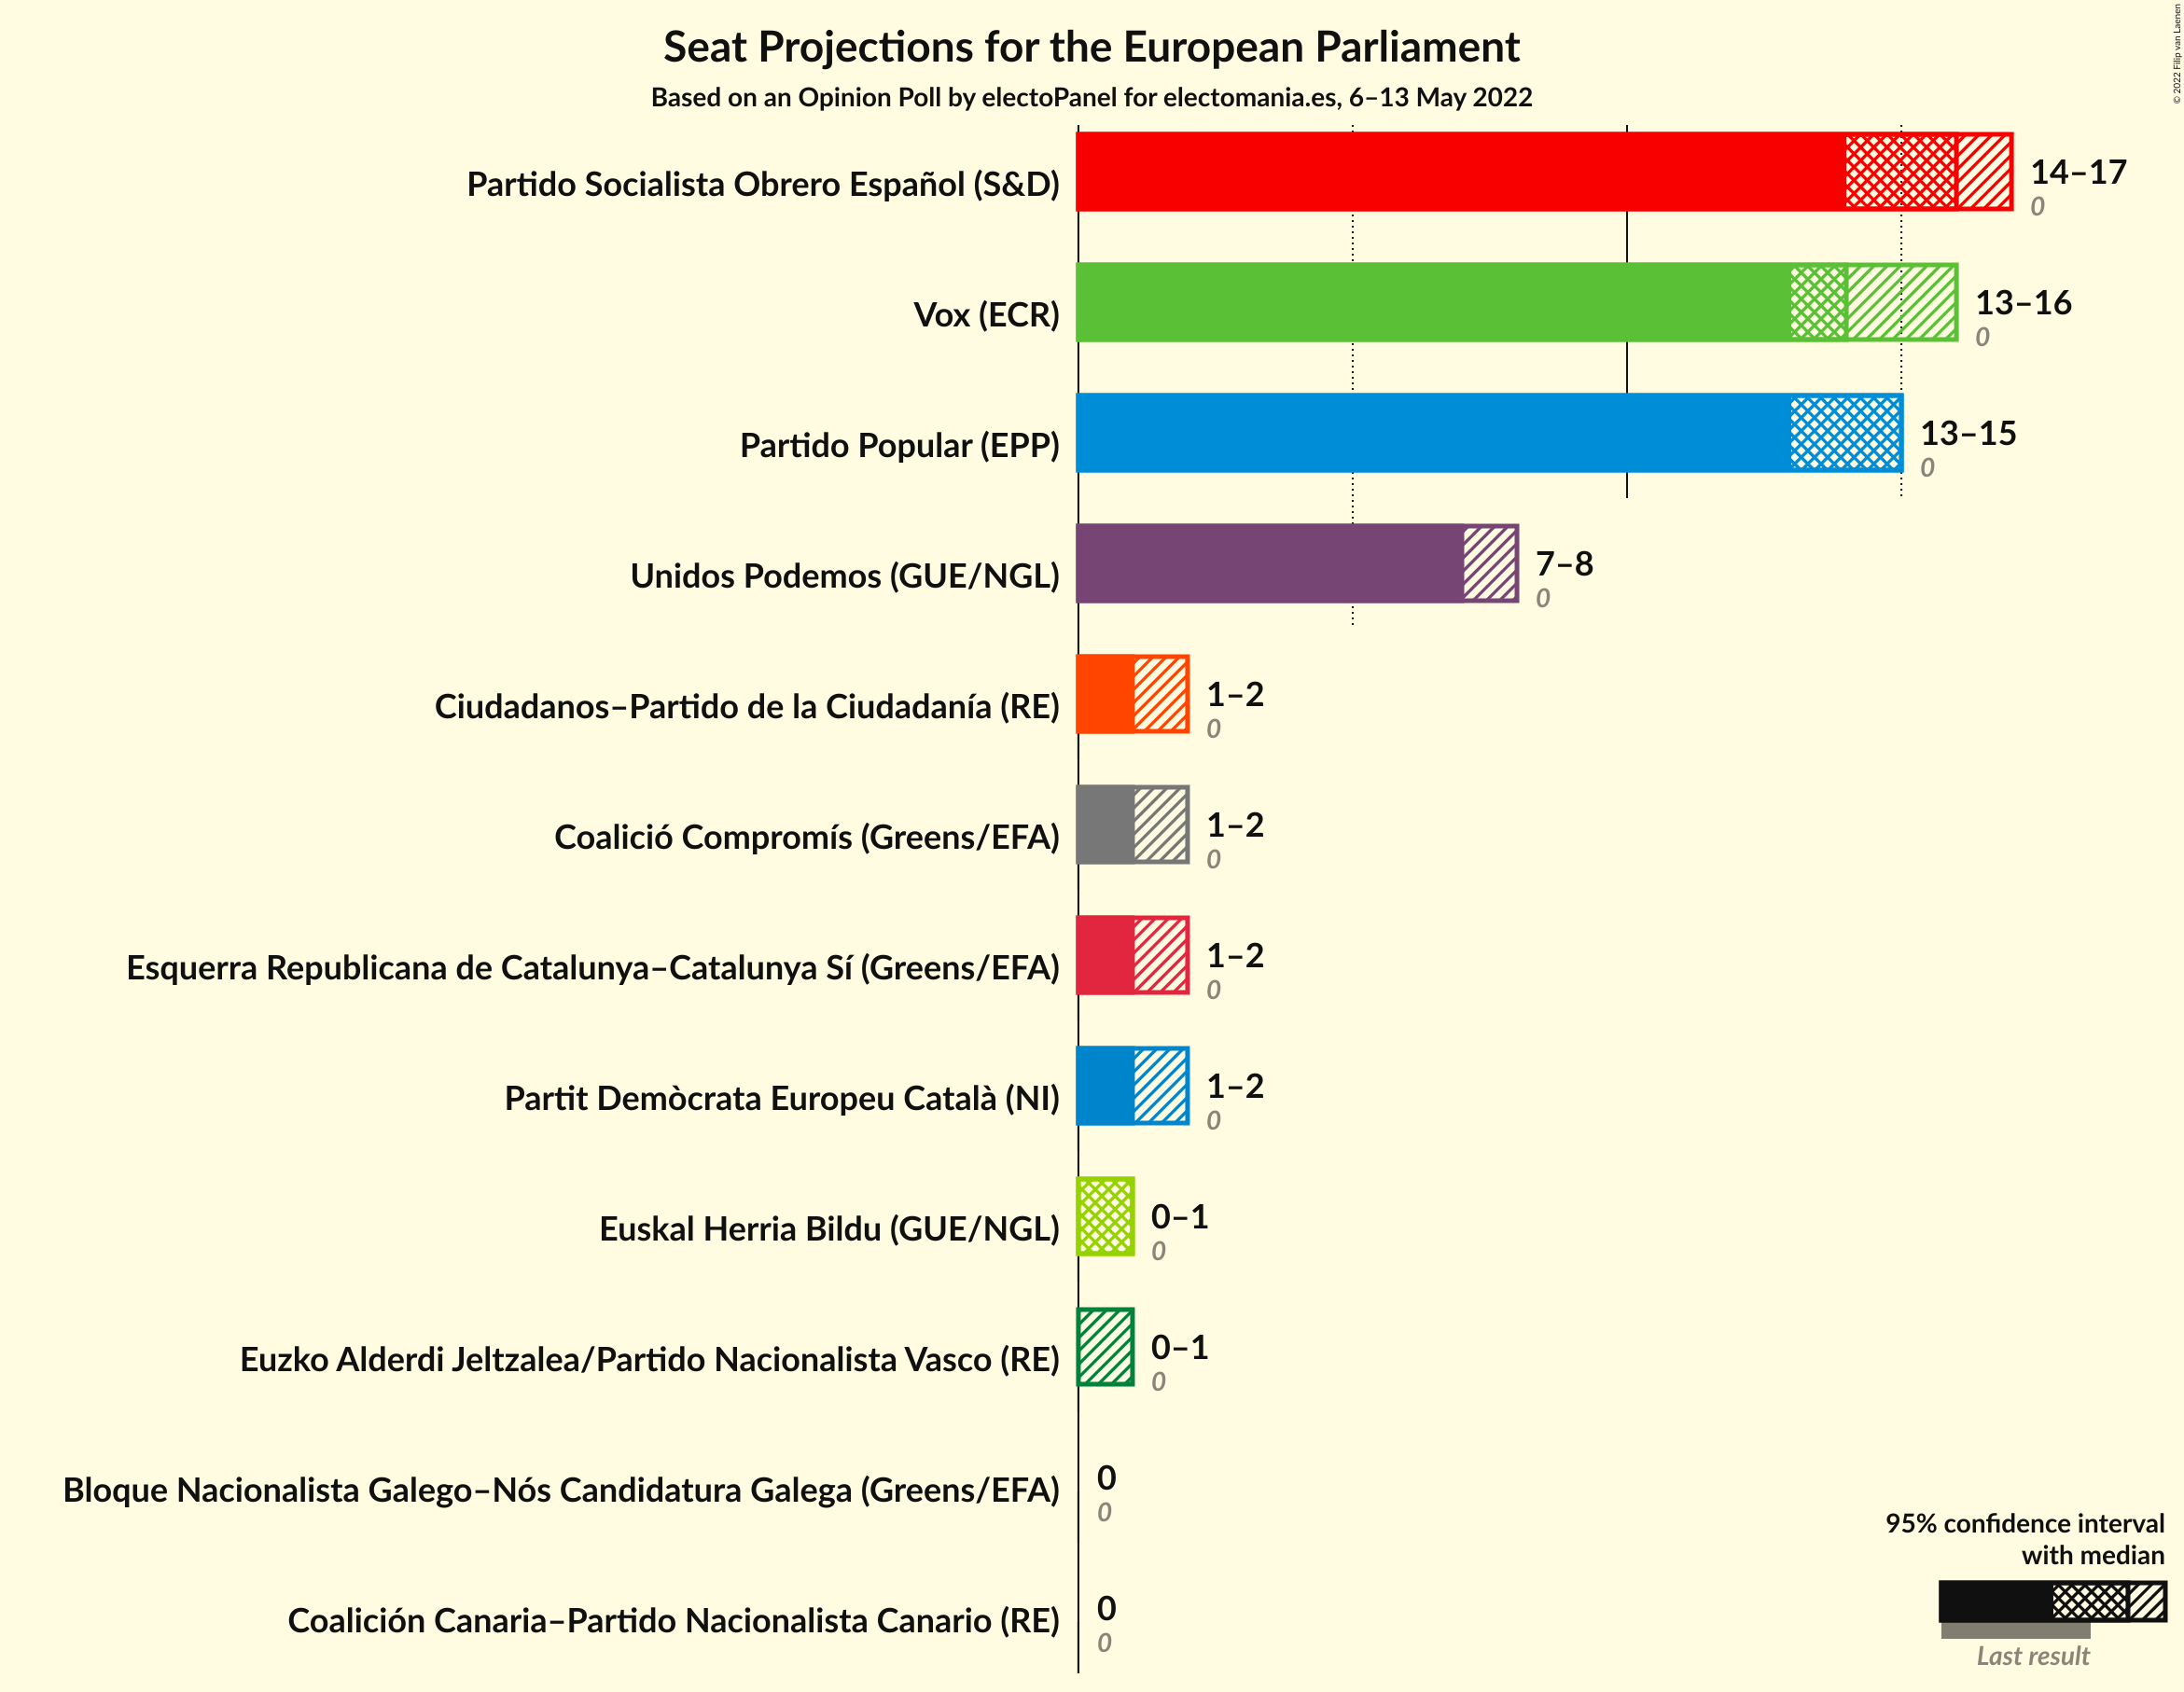 Seat Projections for the European Parliament
Based on an Opinion Poll by electoPanel for electomania.es, 6–13 May 2022
© 2022 Filip van Laenen
Partido Socialista Obrero Español (S&D)
14–17
0
Vox (ECR)
13–16
0
Partido Popular (EPP)
13–15
0
Unidos Podemos (GUE/NGL)
7–8
0
Ciudadanos–Partido de la Ciudadanía (RE)
1–2
0
Coalició Compromís (Greens/EFA)
1–2
0
Esquerra Republicana de Catalunya–Catalunya Sí (Greens/EFA)
1–2
0
Partit Demòcrata Europeu Català (NI)
1–2
0
Euskal Herria Bildu (GUE/NGL)
0–1
0
Euzko Alderdi Jeltzalea/Partido Nacionalista Vasco (RE)
0–1
0
Bloque Nacionalista Galego–Nós Candidatura Galega (Greens/EFA)
0
0
Coalición Canaria–Partido Nacionalista Canario (RE)
0
0
95% confidence interval
with median
Last result